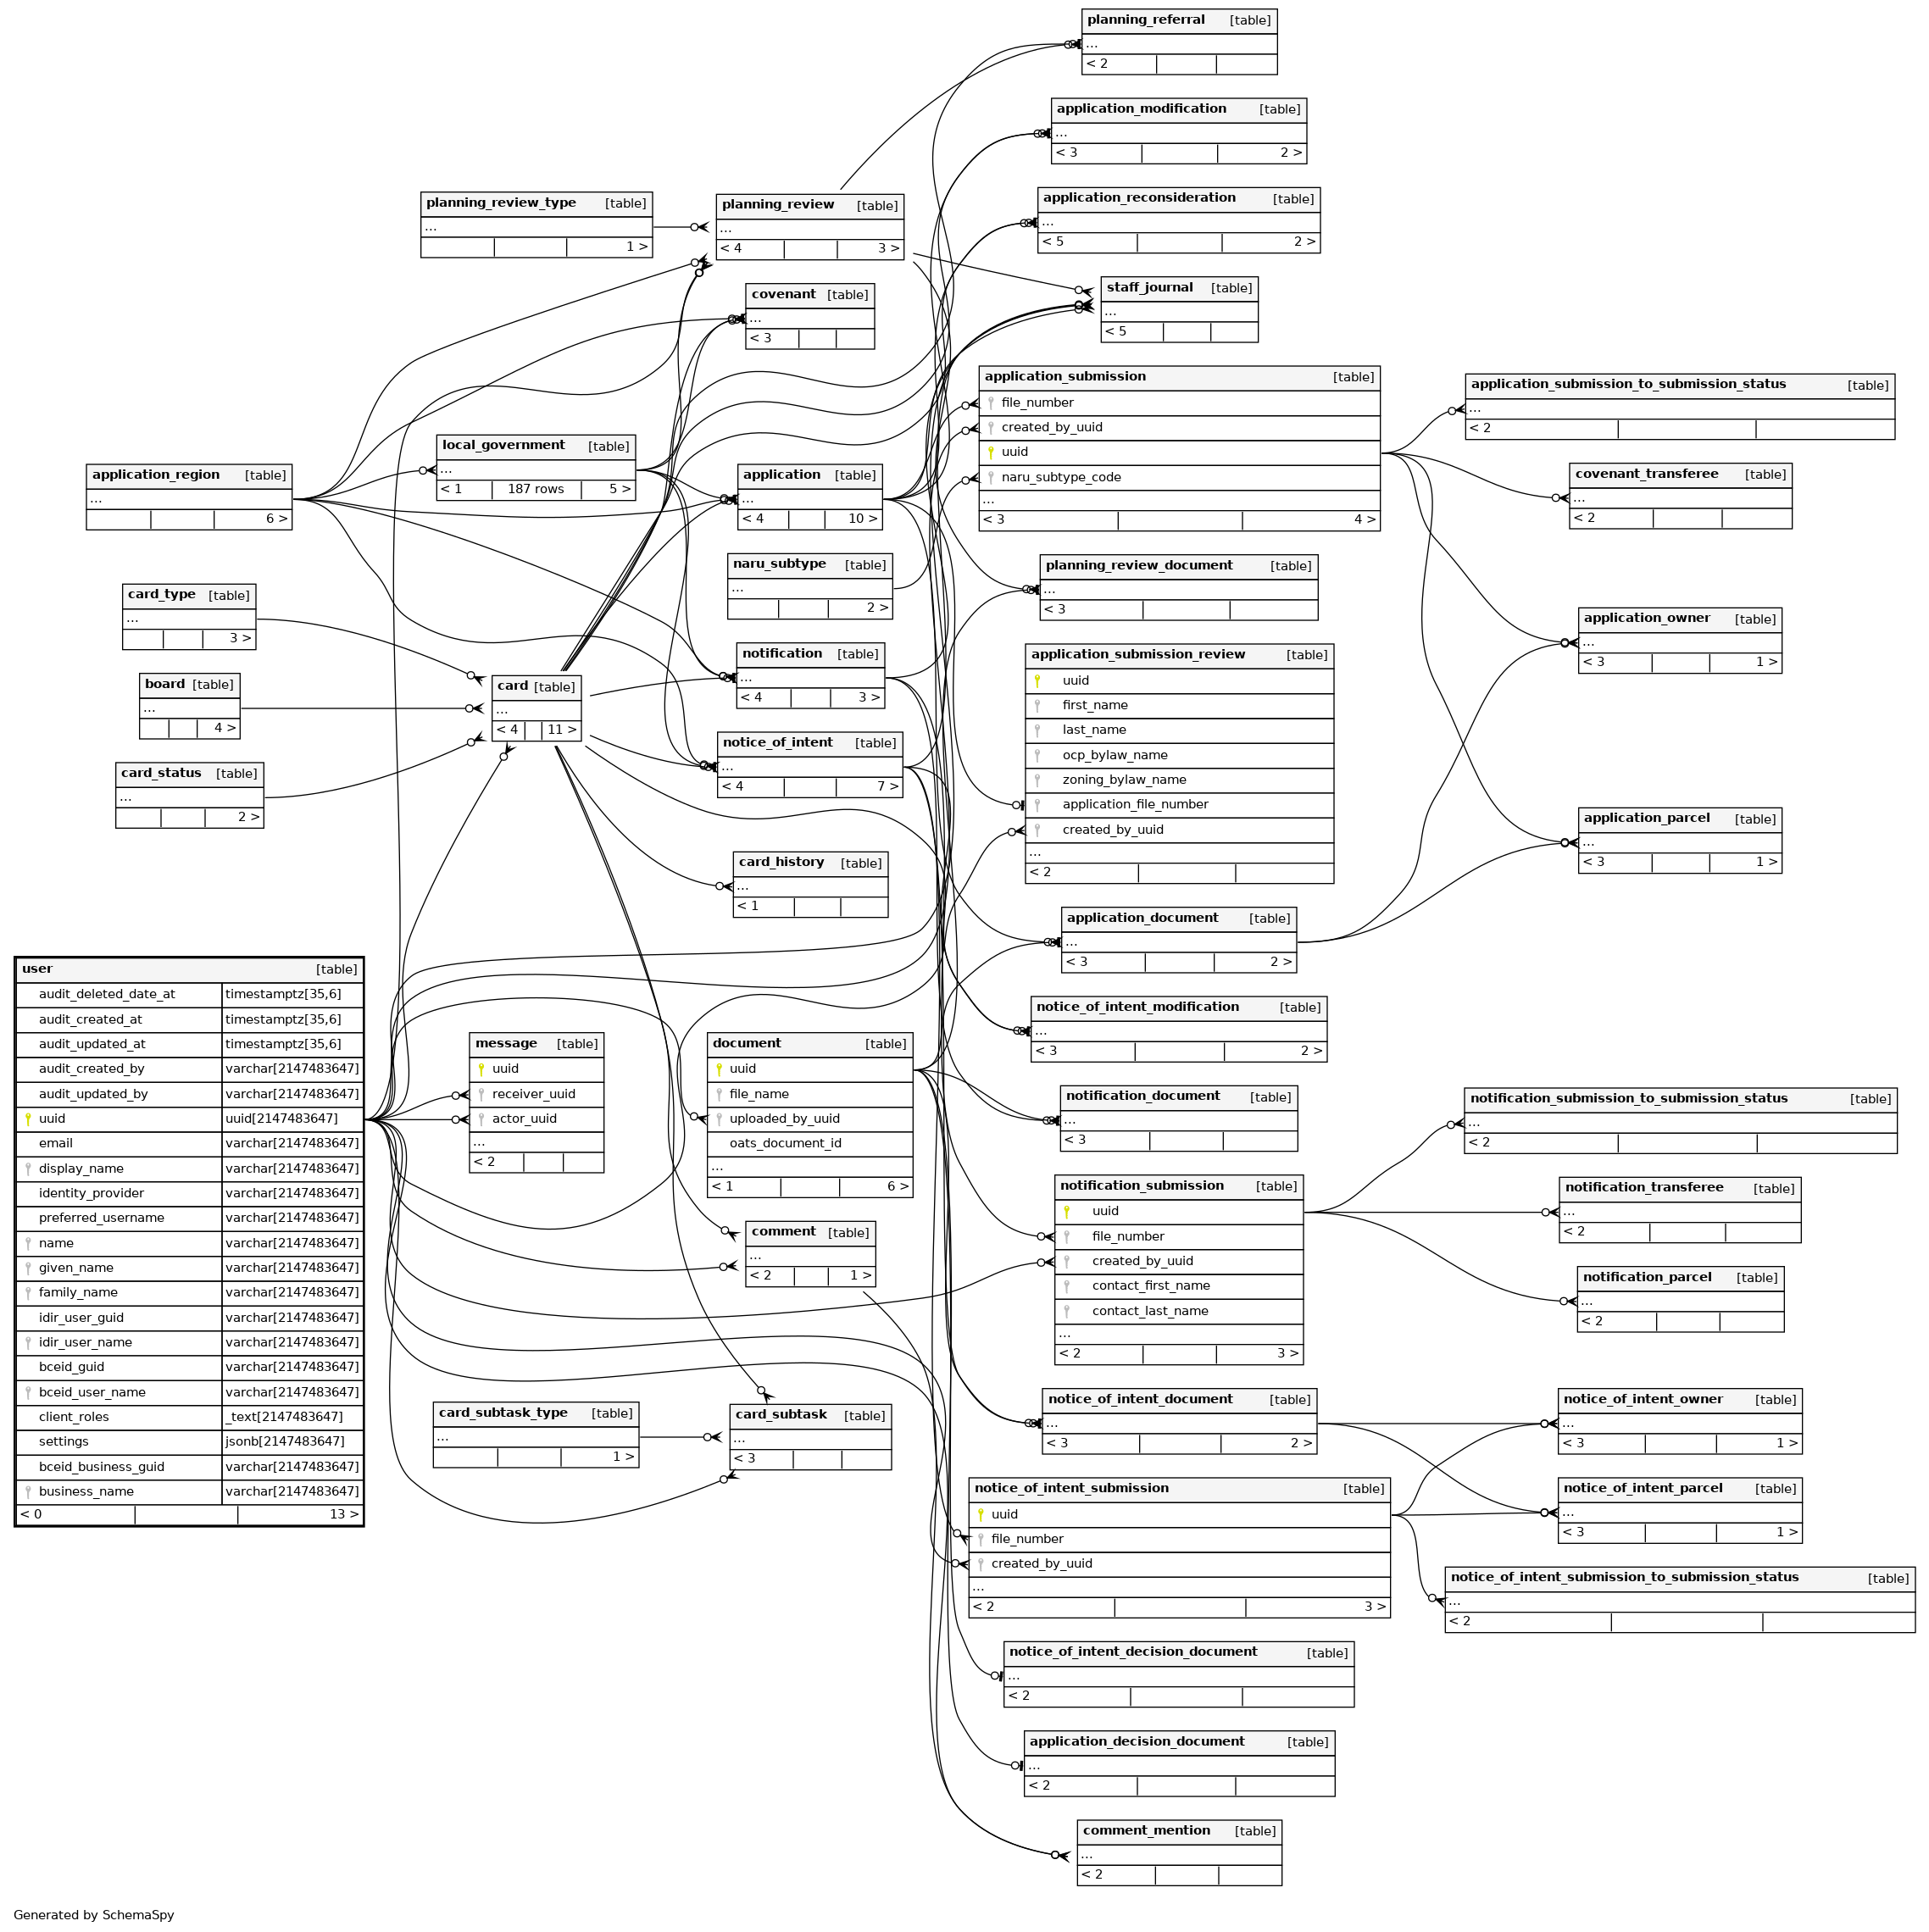 planning_referral [table]
...
< 2
application_modification [table]
...
< 3 2 >
application_reconsideration [table]
...
< 5 2 >
planning_review_type [table]
...
1 >
planning_review [table]
...
< 4 3 >
staff_journal [table]
...
< 5
covenant [table]
...
< 3
application_submission [table]
file_number
created_by_uuid
uuid
naru_subtype_code
...
< 3 4 >
application_submission_to_submission_status [table]
...
< 2
local_government [table]
...
< 1 187 rows 5 >
application_region [table]
...
6 >
application [table]
...
< 4 10 >
covenant_transferee [table]
...
< 2
naru_subtype [table]
...
2 >
planning_review_document [table]
...
< 3
card_type [table]
...
3 >
application_owner [table]
...
< 3 1 >
notification [table]
...
< 4 3 >
application_submission_review [table]
uuid
first_name
last_name
ocp_bylaw_name
zoning_bylaw_name
application_file_number
created_by_uuid
...
< 2
board [table]
...
4 >
card [table]
...
< 4 11 >
notice_of_intent [table]
...
< 4 7 >
card_status [table]
...
2 >
application_parcel [table]
...
< 3 1 >
card_history [table]
...
< 1
application_document [table]
...
< 3 2 >
user [table]
audit_deleted_date_at timestamptz[35,6]
audit_created_at timestamptz[35,6]
audit_updated_at timestamptz[35,6]
audit_created_by varchar[2147483647]
audit_updated_by varchar[2147483647]
uuid uuid[2147483647]
email varchar[2147483647]
display_name varchar[2147483647]
identity_provider varchar[2147483647]
preferred_username varchar[2147483647]
name varchar[2147483647]
given_name varchar[2147483647]
family_name varchar[2147483647]
idir_user_guid varchar[2147483647]
idir_user_name varchar[2147483647]
bceid_guid varchar[2147483647]
bceid_user_name varchar[2147483647]
client_roles _text[2147483647]
settings jsonb[2147483647]
bceid_business_guid varchar[2147483647]
business_name varchar[2147483647]
< 0 13 >
notice_of_intent_modification [table]
...
< 3 2 >
message [table]
uuid
receiver_uuid
actor_uuid
...
< 2
document [table]
uuid
file_name
uploaded_by_uuid
oats_document_id
...
< 1 6 >
notification_document [table]
...
< 3
notification_submission_to_submission_status [table]
...
< 2
notification_submission [table]
uuid
file_number
created_by_uuid
contact_first_name
contact_last_name
...
< 2 3 >
notification_transferee [table]
...
< 2
comment [table]
...
< 2 1 >
notification_parcel [table]
...
< 2
notice_of_intent_document [table]
...
< 3 2 >
notice_of_intent_owner [table]
...
< 3 1 >
card_subtask_type [table]
...
1 >
card_subtask [table]
...
< 3
notice_of_intent_submission [table]
uuid
file_number
created_by_uuid
...
< 2 3 >
notice_of_intent_parcel [table]
...
< 3 1 >
notice_of_intent_submission_to_submission_status [table]
...
< 2
notice_of_intent_decision_document [table]
...
< 2
application_decision_document [table]
...
< 2
comment_mention [table]
...
< 2
Generated by SchemaSpy